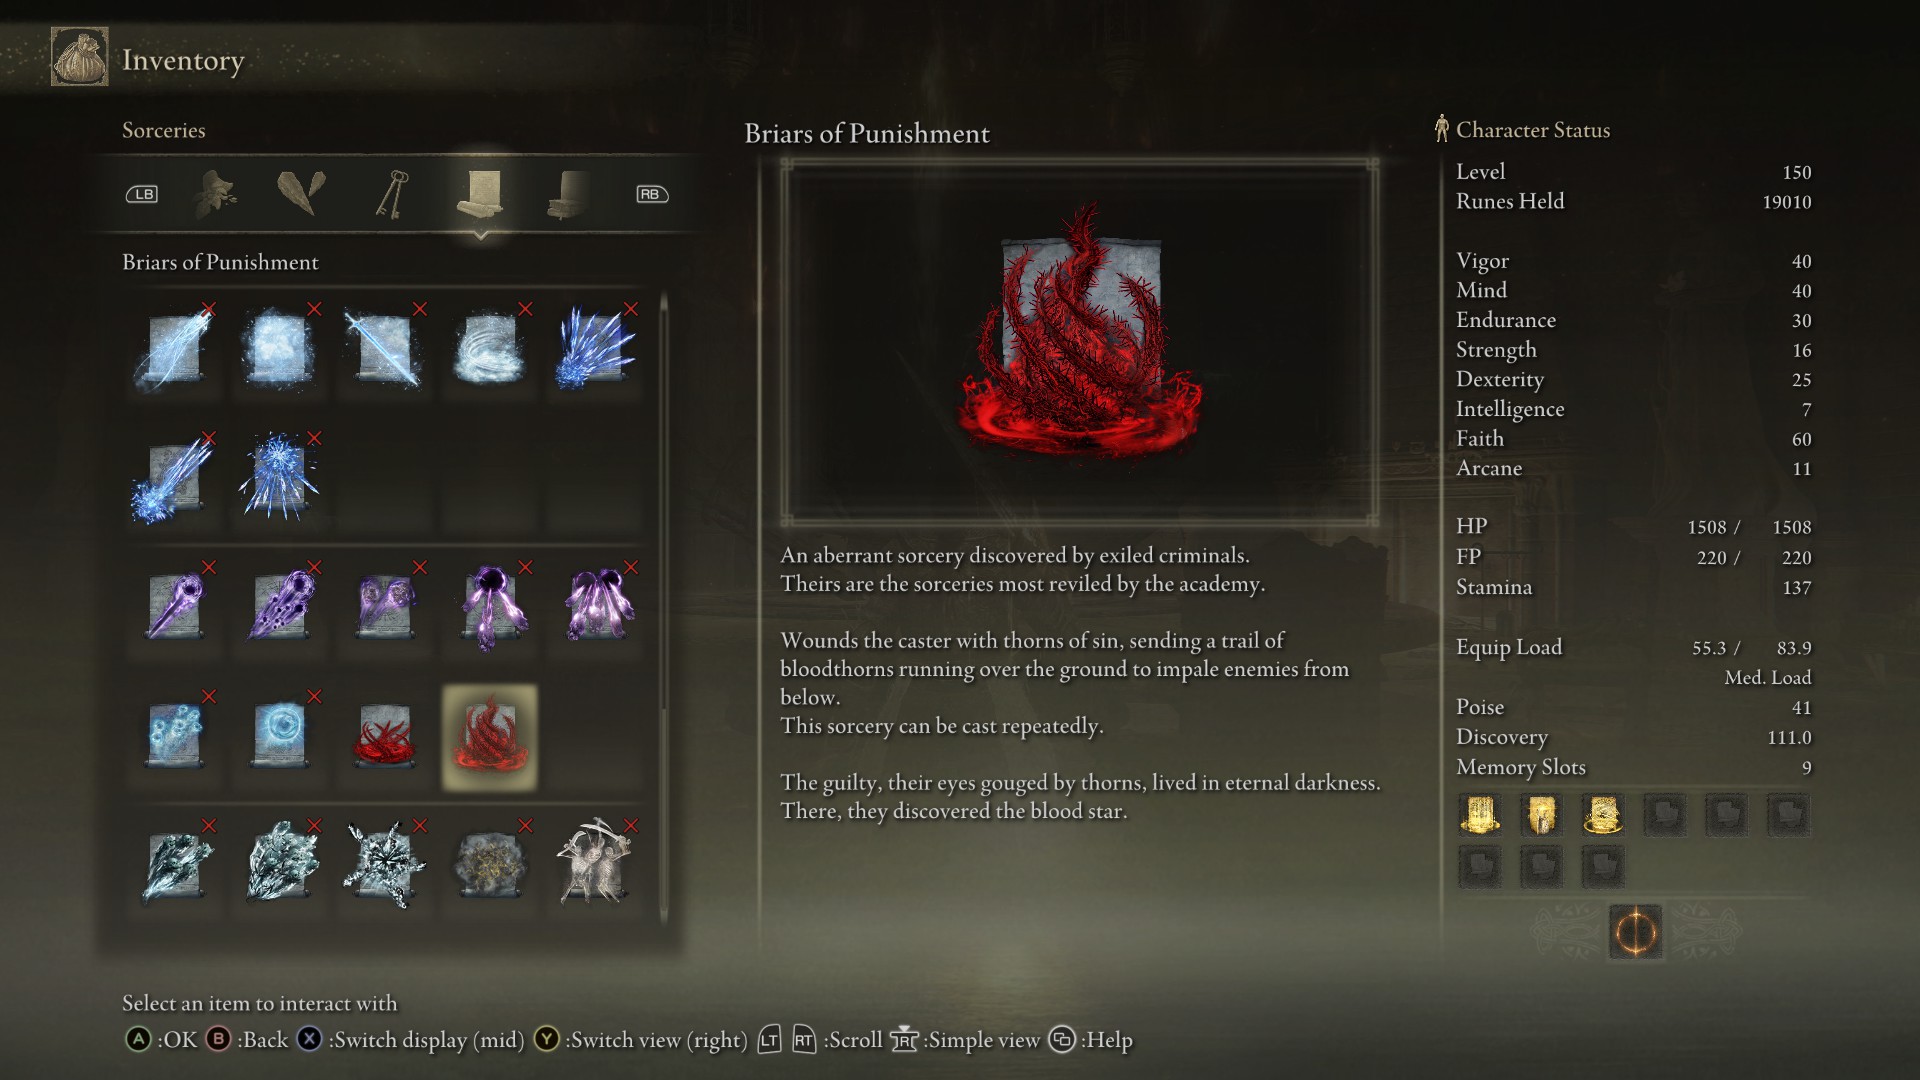 Inventory
Sorceries
LB
RB
Briars of Punishment
Briars of Punishment
An aberrant sorcery discovered by exiled criminals.
Theirs are the sorceries most reviled by the academy.
Wounds the caster with thorns of sin, sending a trail of
bloodthorns running over the ground to impale enemies from
below.
This sorcery can be cast repeatedly.
The guilty, their eyes gouged by thorns, lived in eternal darkness.
There, they discovered the blood star.
Character Status
Level 150
Runes Held 19010
Vigor 40
Mind 40
Endurance 30
Strength 16
Dexterity 25
Intelligence 7
Faith 60
Arcane 11
HP 1508 / 1508
FP 220 / 220
Stamina 137
Equip Load 55.3 / 83.9
Med. Load
Poise 41
Discovery 111.0
Memory Slots 9
Select an item to interact with
A :OK B :Back X :Switch display (mid) Y :Switch view (right) LT RT :Scroll R :Simple view :Help